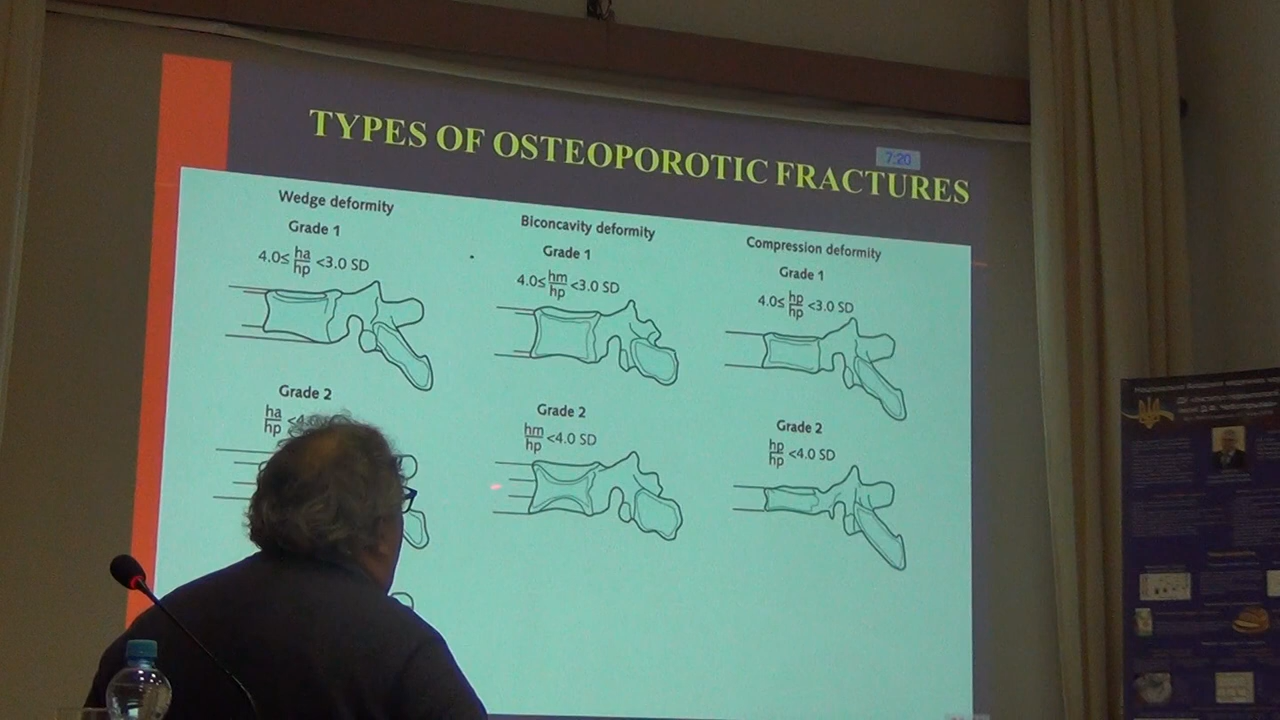 TYPES OF OSTEOPOROTIC FRACTURES
7:20
Wedge deformity
Grade 1
4.0≤ ha/hp <3.0 SD
Grade 2
ha/hp <4.0
Biconcavity deformity
Grade 1
4.0≤ hm/hp <3.0 SD
Grade 2
hm/hp <4.0 SD
Compression deformity
Grade 1
4.0≤ hp/hp <3.0 SD
Grade 2
hp/hp <4.0 SD